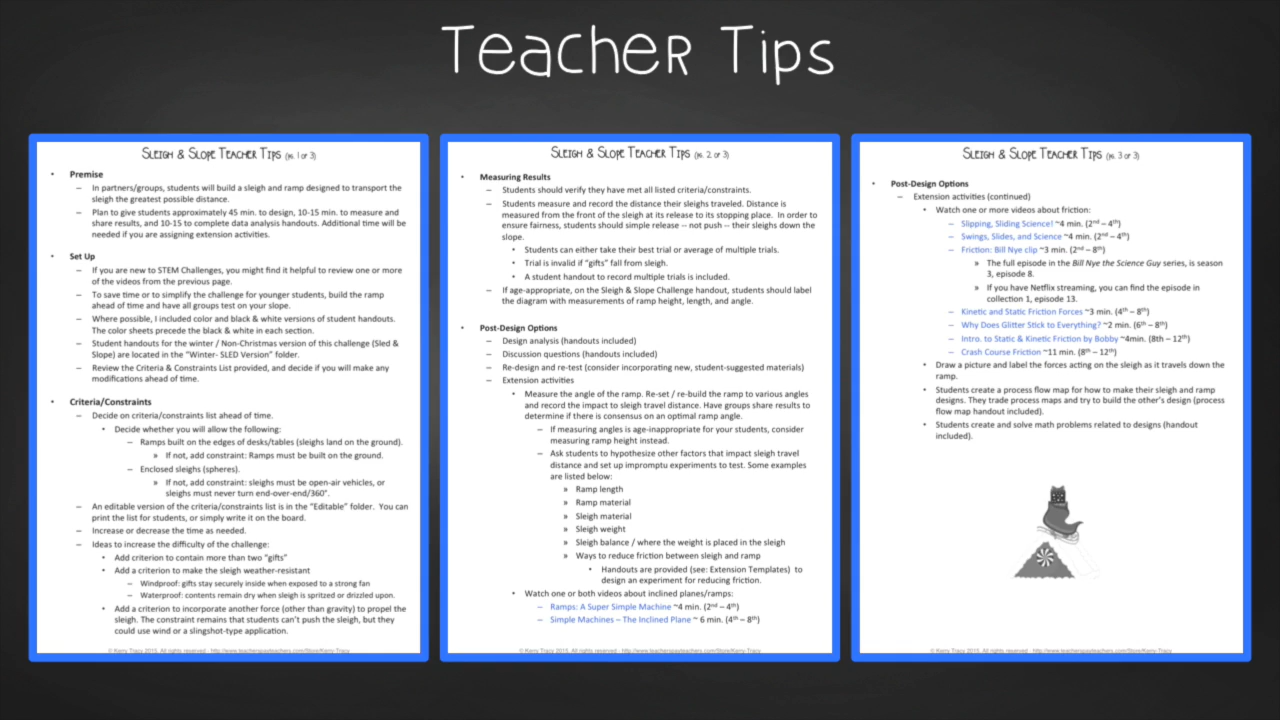 Teacher Tips
Sleigh & Slope Teacher Tips (pg. 1 of 3)
• Premise
– In partners/groups, students will build a sleigh and ramp designed to transport the
sleigh the greatest possible distance.
– Plan to give students approximately 45 min. to design, 10-15 min. to measure and
share results, and 10-15 to complete data analysis handouts. Additional time will be
needed if you are assigning extension activities.
• Set Up
– If you are new to STEM Challenges, you might find it helpful to review one or more
of the videos from the previous page.
– To save time or to simplify the challenge for younger students, build the ramp
ahead of time and have all groups test on your slope.
– Where possible, I included color and black & white versions of student handouts.
The color sheets precede the black & white in each section.
– Student handouts for the winter / Non-Christmas version of this challenge (Sled &
Slope) are located in the "Winter- SLED Version" folder.
– Review the Criteria & Constraints List provided, and decide if you will make any
modifications ahead of time.
• Criteria/Constraints
– Decide on criteria/constraints list ahead of time.
• Decide whether you will allow the following:
– Ramps built on the edges of desks/tables (sleighs land on the ground).
» If not, add constraint: Ramps must be built on the ground.
– Enclosed sleighs (spheres).
» If not, add constraint: sleighs must be open-air vehicles, or
sleighs must never turn end-over-end/360°.
– An editable version of the criteria/constraints list is in the "Editable" folder. You can
print the list for students, or simply write it on the board.
– Increase or decrease the time as needed.
– Ideas to increase the difficulty of the challenge:
• Add criterion to contain more than two "gifts"
• Add a criterion to make the sleigh weather-resistant
– Windproof: gifts stay securely inside when exposed to a strong fan
– Waterproof: contents remain dry when sleigh is spritzed or drizzled upon.
• Add a criterion to incorporate another force (other than gravity) to propel the
sleigh. The constraint remains that students can't push the sleigh, but they
could use wind or a slingshot-type application.
© Kerry Tracy 2015. All rights reserved - http://www.teacherspayteachers.com/Store/Kerry-Tracy
Sleigh & Slope Teacher Tips (pg. 2 of 3)
• Measuring Results
– Students should verify they have met all listed criteria/constraints.
– Students measure and record the distance their sleighs traveled. Distance is
measured from the front of the sleigh at its release to its stopping place. In order to
ensure fairness, students should simple release -- not push -- their sleighs down the
slope.
• Students can either take their best trial or average of multiple trials.
• Trial is invalid if "gifts" fall from sleigh.
• A student handout to record multiple trials is included.
– If age-appropriate, on the Sleigh & Slope Challenge handout, students should label
the diagram with measurements of ramp height, length, and angle.
• Post-Design Options
– Design analysis (handouts included)
– Discussion questions (handouts included)
– Re-design and re-test (consider incorporating new, student-suggested materials)
– Extension activities
• Measure the angle of the ramp. Re-set / re-build the ramp to various angles
and record the impact to sleigh travel distance. Have groups share results to
determine if there is consensus on an optimal ramp angle.
– If measuring angles is age-inappropriate for your students, consider
measuring ramp height instead.
– Ask students to hypothesize other factors that impact sleigh travel
distance and set up impromptu experiments to test. Some examples
are listed below:
» Ramp length
» Ramp material
» Sleigh material
» Sleigh weight
» Sleigh balance / where the weight is placed in the sleigh
» Ways to reduce friction between sleigh and ramp
• Handouts are provided (see: Extension Templates) to
design an experiment for reducing friction.
• Watch one or both videos about inclined planes/ramps:
– Ramps: A Super Simple Machine ~4 min. (2nd – 4th)
– Simple Machines – The Inclined Plane ~ 6 min. (4th – 8th)
© Kerry Tracy 2015. All rights reserved - http://www.teacherspayteachers.com/Store/Kerry-Tracy
Sleigh & Slope Teacher Tips (pg. 3 of 3)
• Post-Design Options
– Extension activities (continued)
• Watch one or more videos about friction:
– Slipping, Sliding Science! ~4 min. (2nd – 4th)
– Swings, Slides, and Science ~4 min. (2nd – 4th)
– Friction: Bill Nye clip ~3 min. (2nd – 8th)
» The full episode in the Bill Nye the Science Guy series, is season
3, episode 8.
» If you have Netflix streaming, you can find the episode in
collection 1, episode 13.
– Kinetic and Static Friction Forces ~3 min. (4th – 8th)
– Why Does Glitter Stick to Everything? ~2 min. (6th – 8th)
– Intro. to Static & Kinetic Friction by Bobby ~4min. (8th – 12th)
– Crash Course Friction ~11 min. (8th – 12th)
• Draw a picture and label the forces acting on the sleigh as it travels down the
ramp.
• Students create a process flow map for how to make their sleigh and ramp
designs. They trade process maps and try to build the other's design (process
flow map handout included).
• Students create and solve math problems related to designs (handout
included).
© Kerry Tracy 2015. All rights reserved - http://www.teacherspayteachers.com/Store/Kerry-Tracy